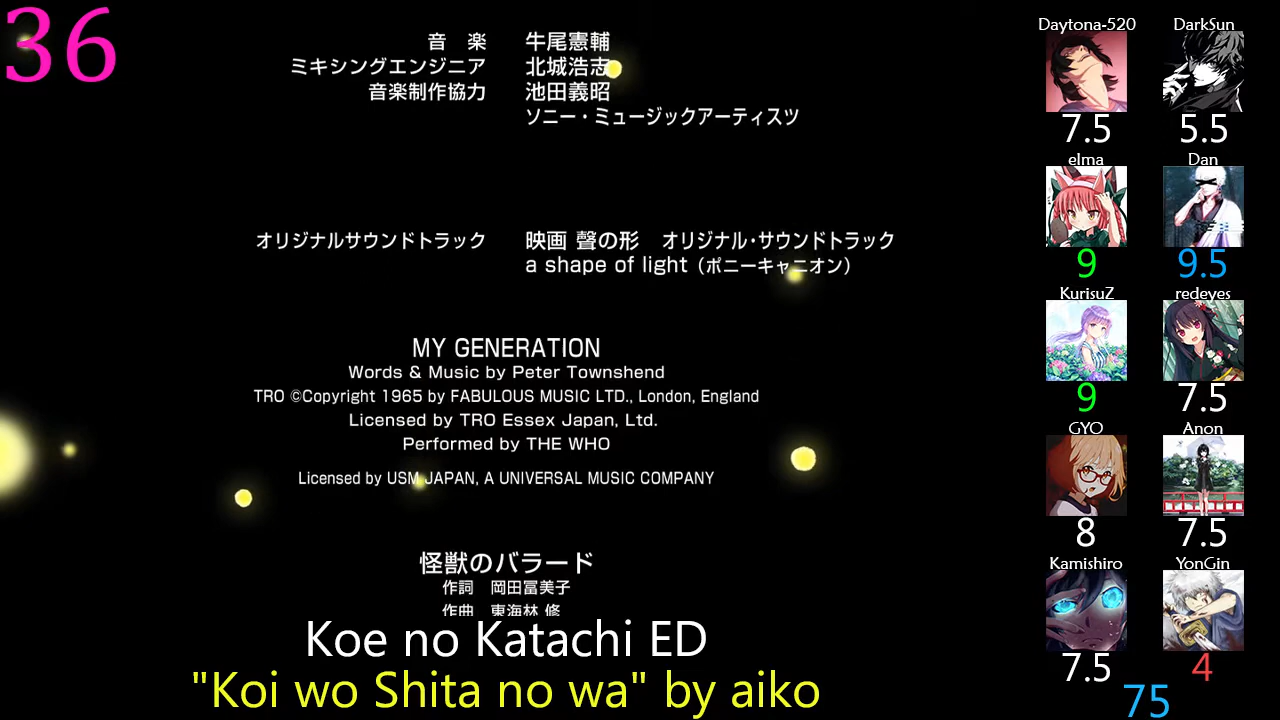 36
音　楽　牛尾憲輔
ミキシングエンジニア　北城浩志
音楽制作協力　池田義昭
ソニー・ミュージックアーティスツ
オリジナルサウンドトラック　映画 聲の形　オリジナル・サウンドトラック
a shape of light（ポニーキャニオン）
MY GENERATION
Words & Music by Peter Townshend
TRO ©Copyright 1965 by FABULOUS MUSIC LTD., London, England
Licensed by TRO Essex Japan, Ltd.
Performed by THE WHO
Licensed by USM JAPAN, A UNIVERSAL MUSIC COMPANY
怪獣のバラード
作詞　岡田冨美子
作曲　東海林 修
Koe no Katachi ED
"Koi wo Shita no wa" by aiko
Daytona-520 DarkSun
7.5 5.5
elma Dan
9 9.5
KurisuZ redeyes
9 7.5
GYO Anon
8 7.5
Kamishiro YonGin
7.5 4
75